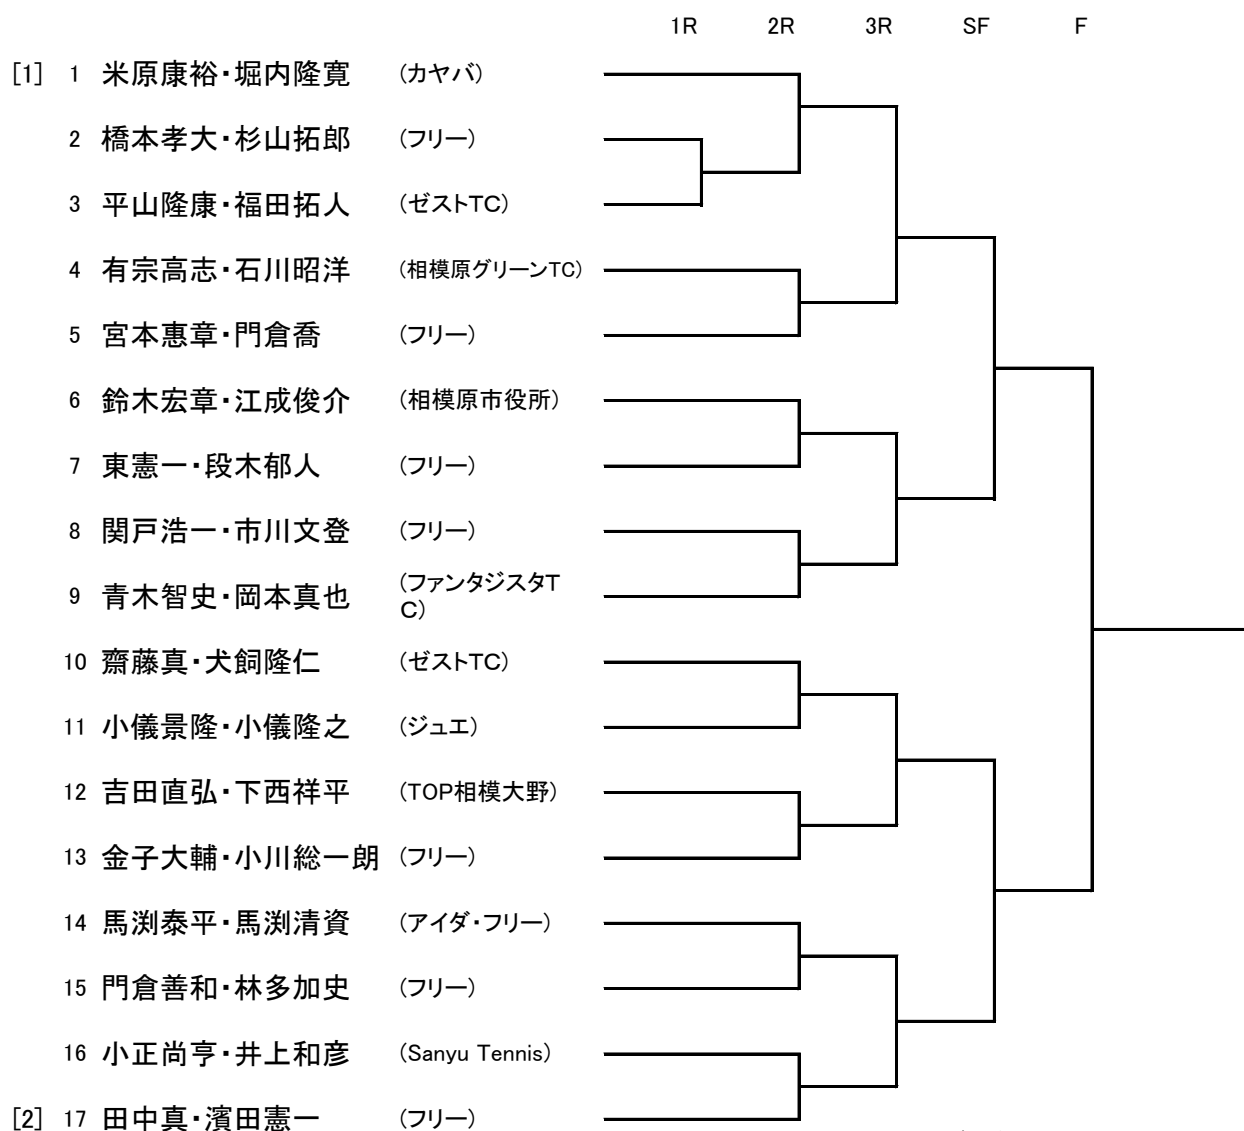 1R 2R 3R SF F
[1] 1 米原康裕・堀内隆寛 (カヤバ)
2 橋本孝大・杉山拓郎 (フリー)
3 平山隆康・福田拓人 (ゼストTC)
4 有宗高志・石川昭洋 (相模原グリーンTC)
5 宮本惠章・門倉喬 (フリー)
6 鈴木宏章・江成俊介 (相模原市役所)
7 東憲一・段木郁人 (フリー)
8 関戸浩一・市川文登 (フリー)
9 青木智史・岡本真也 (ファンタジスタT
C)
10 齋藤真・犬飼隆仁 (ゼストTC)
11 小儀景隆・小儀隆之 (ジュエ)
12 吉田直弘・下西祥平 (TOP相模大野)
13 金子大輔・小川総一朗 (フリー)
14 馬渕泰平・馬渕清資 (アイダ・フリー)
15 門倉善和・林多加史 (フリー)
16 小正尚亨・井上和彦 (Sanyu Tennis)
[2] 17 田中真・濱田憲一 (フリー)